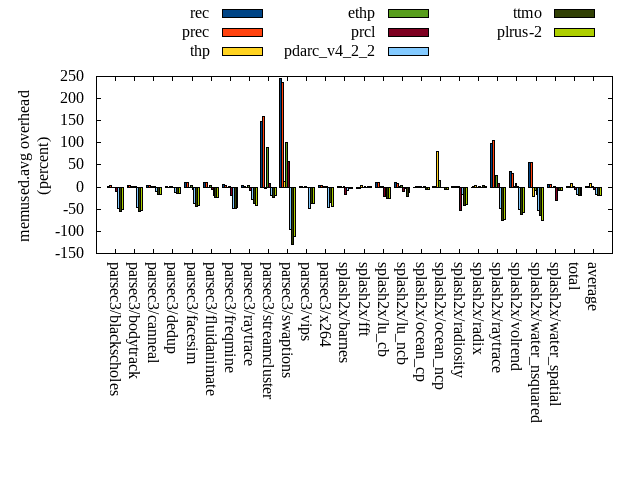 rec ethp ttmo
prec prcl plrus-2
thp pdarc_v4_2_2
memused.avg overhead
(percent)
250
200
150
100
50
0
-50
-100
-150
parsec3/blackscholes
parsec3/bodytrack
parsec3/canneal
parsec3/dedup
parsec3/facesim
parsec3/fluidanimate
parsec3/freqmine
parsec3/raytrace
parsec3/streamcluster
parsec3/swaptions
parsec3/vips
parsec3/x264
splash2x/barnes
splash2x/fft
splash2x/lu_cb
splash2x/lu_ncb
splash2x/ocean_cp
splash2x/ocean_ncp
splash2x/radiosity
splash2x/radix
splash2x/raytrace
splash2x/volrend
splash2x/water_nsquared
splash2x/water_spatial
total
average